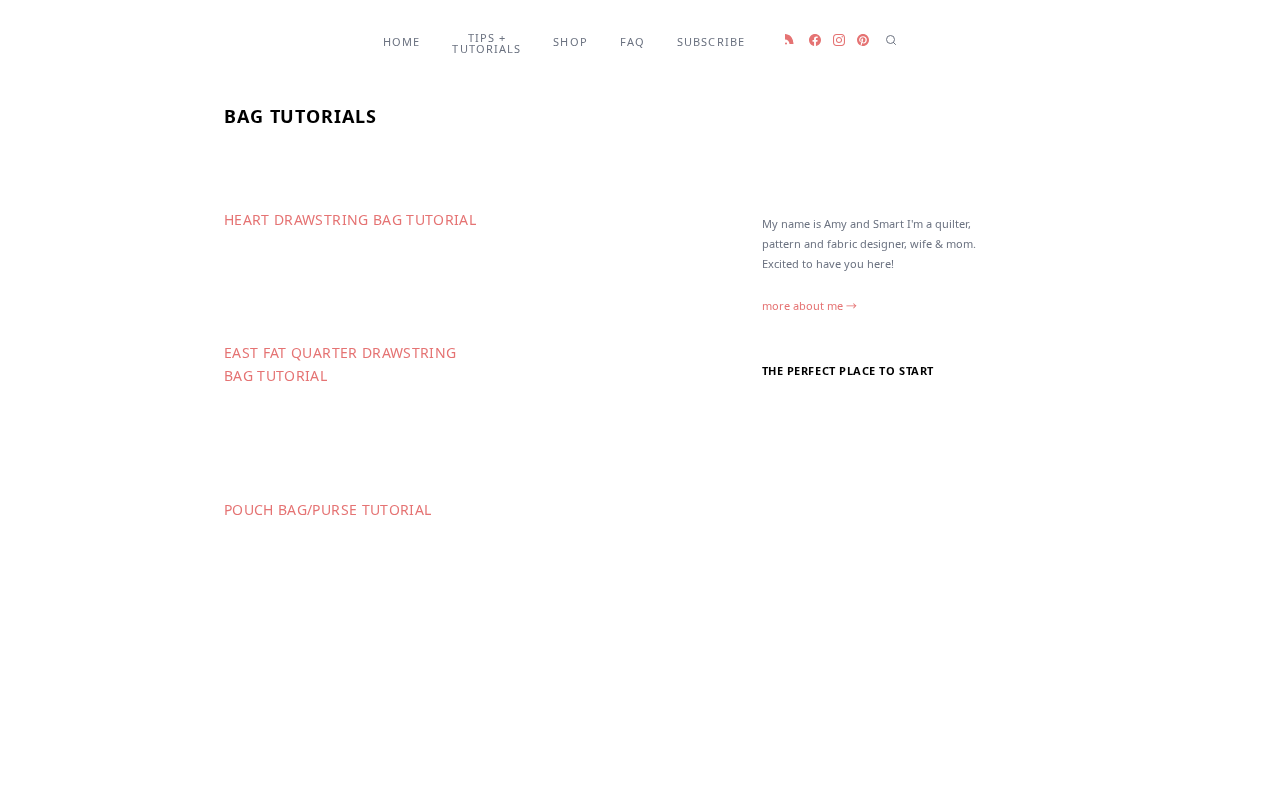 HOME
TIPS +
TUTORIALS
SHOP
FAQ
SUBSCRIBE
BAG TUTORIALS
HEART DRAWSTRING BAG TUTORIAL
EAST FAT QUARTER DRAWSTRING
BAG TUTORIAL
POUCH BAG/PURSE TUTORIAL
My name is Amy and Smart I'm a quilter,
pattern and fabric designer, wife & mom.
Excited to have you here!
more about me →
THE PERFECT PLACE TO START